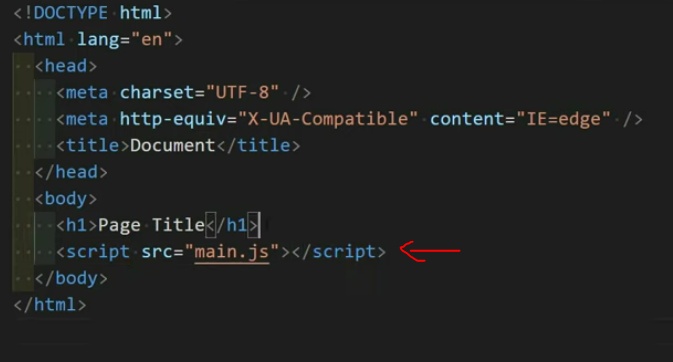 <!DOCTYPE html>
<html lang="en">
<head>
<meta charset="UTF-8" />
<meta http-equiv="X-UA-Compatible" content="IE=edge" />
<title>Document</title>
</head>
<body>
<h1>Page Title</h1>
<script src="main.js"></script>
</body>
</html>